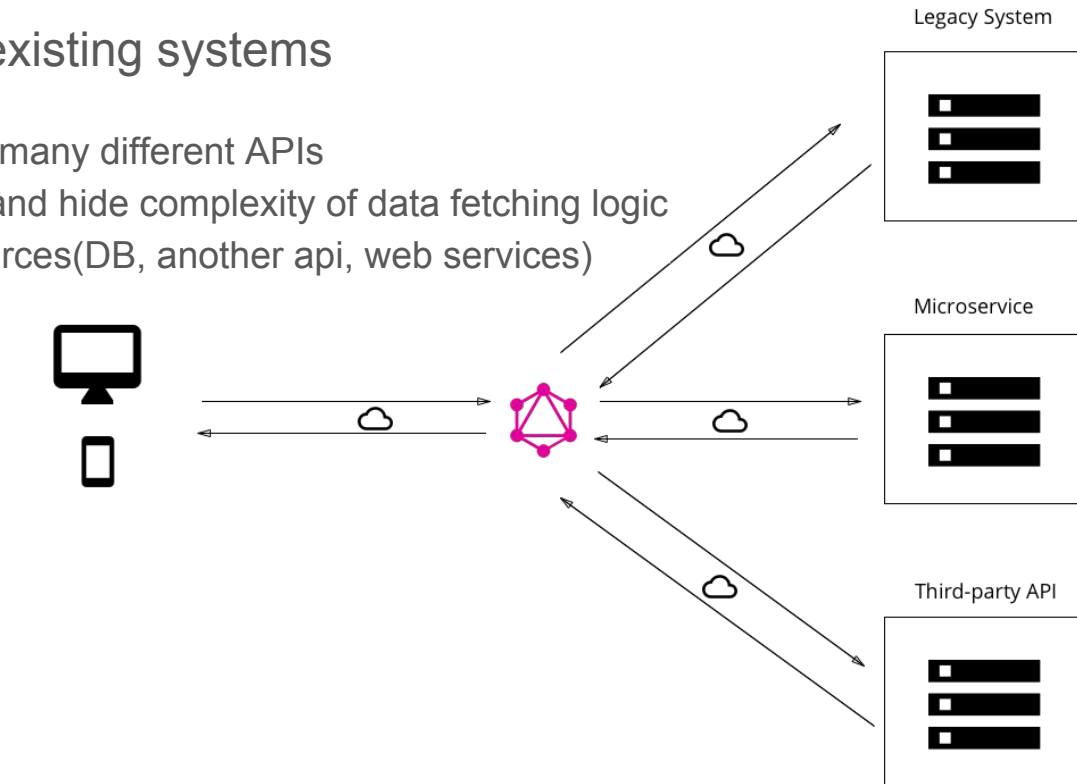 existing systems
many different APIs
and hide complexity of data fetching logic
rces(DB, another api, web services)
Legacy System
Microservice
Third-party API